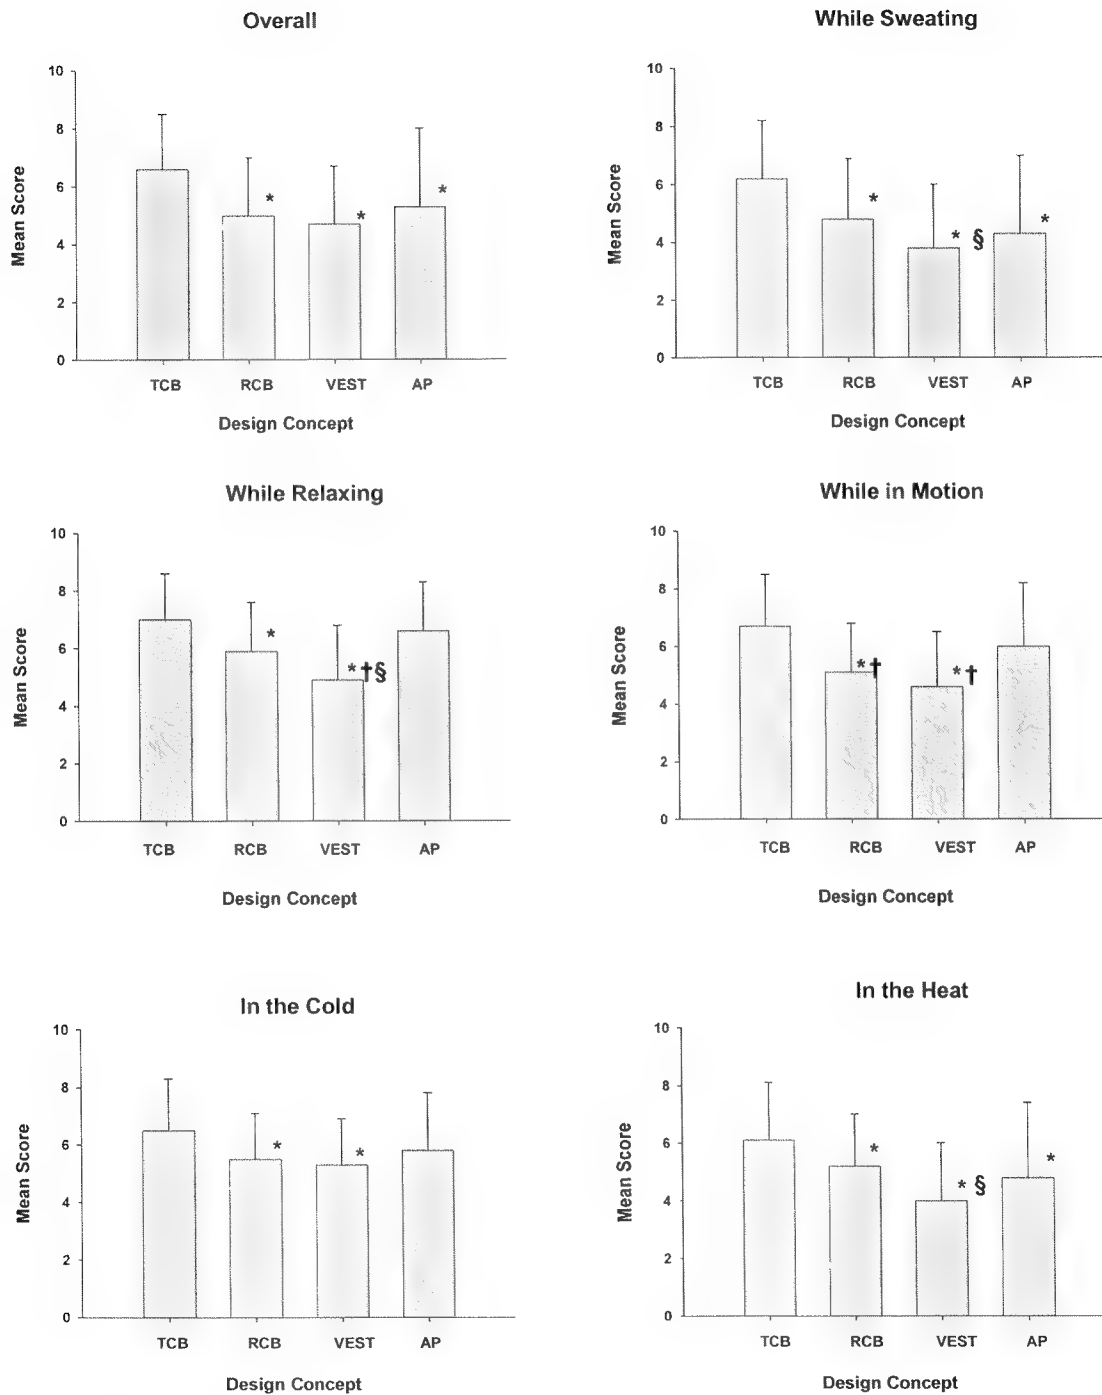 Overall
10
8
6
4
2
0
Mean Score
*
*
*
TCB RCB VEST AP
Design Concept
While Sweating
10
8
6
4
2
0
Mean Score
*
* §
*
TCB RCB VEST AP
Design Concept
While Relaxing
10
8
6
4
2
0
Mean Score
*
* †§
TCB RCB VEST AP
Design Concept
While in Motion
10
8
6
4
2
0
Mean Score
*†
*†
TCB RCB VEST AP
Design Concept
In the Cold
10
8
6
4
2
0
Mean Score
*
*
TCB RCB VEST AP
Design Concept
In the Heat
10
8
6
4
2
0
Mean Score
*
* §
*
TCB RCB VEST AP
Design Concept